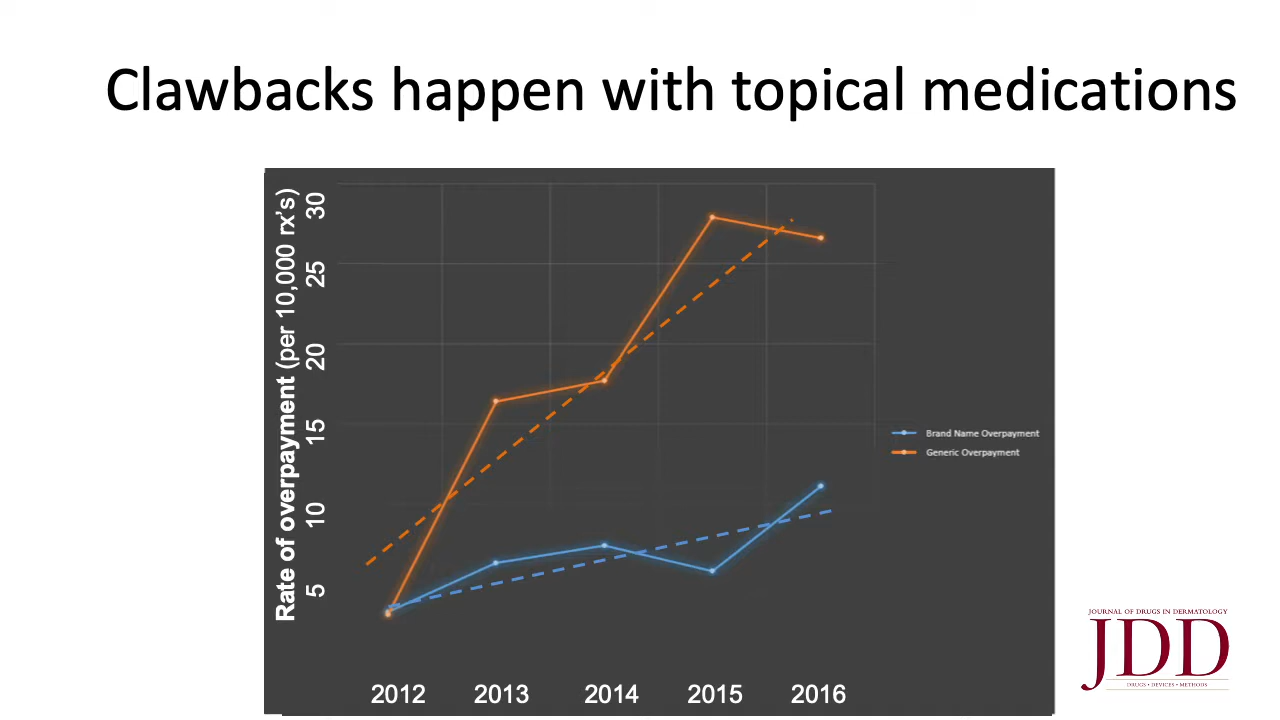 Clawbacks happen with topical medications
Rate of overpayment (per 10,000 rx's)
30
25
20
15
10
5
2012 2013 2014 2015 2016
Brand Name Overpayment
Generic Overpayment
JOURNAL OF DRUGS IN DERMATOLOGY
JDD
DRUGS • DEVICES • METHODS